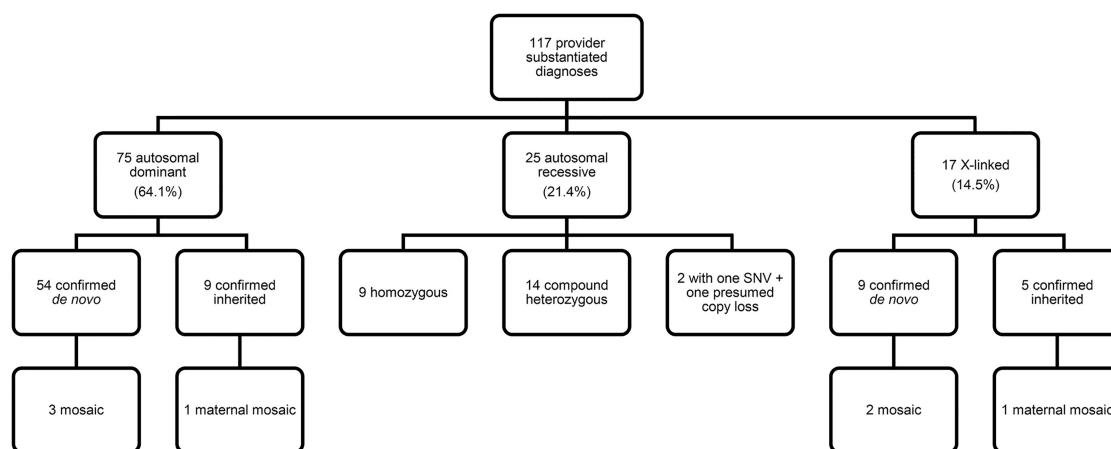 117 provider
substantiated
diagnoses
75 autosomal
dominant
(64.1%)
25 autosomal
recessive
(21.4%)
17 X-linked
(14.5%)
54 confirmed
de novo
9 confirmed
inherited
9 homozygous
14 compound
heterozygous
2 with one SNV +
one presumed
copy loss
9 confirmed
de novo
5 confirmed
inherited
3 mosaic
1 maternal mosaic
2 mosaic
1 maternal mosaic